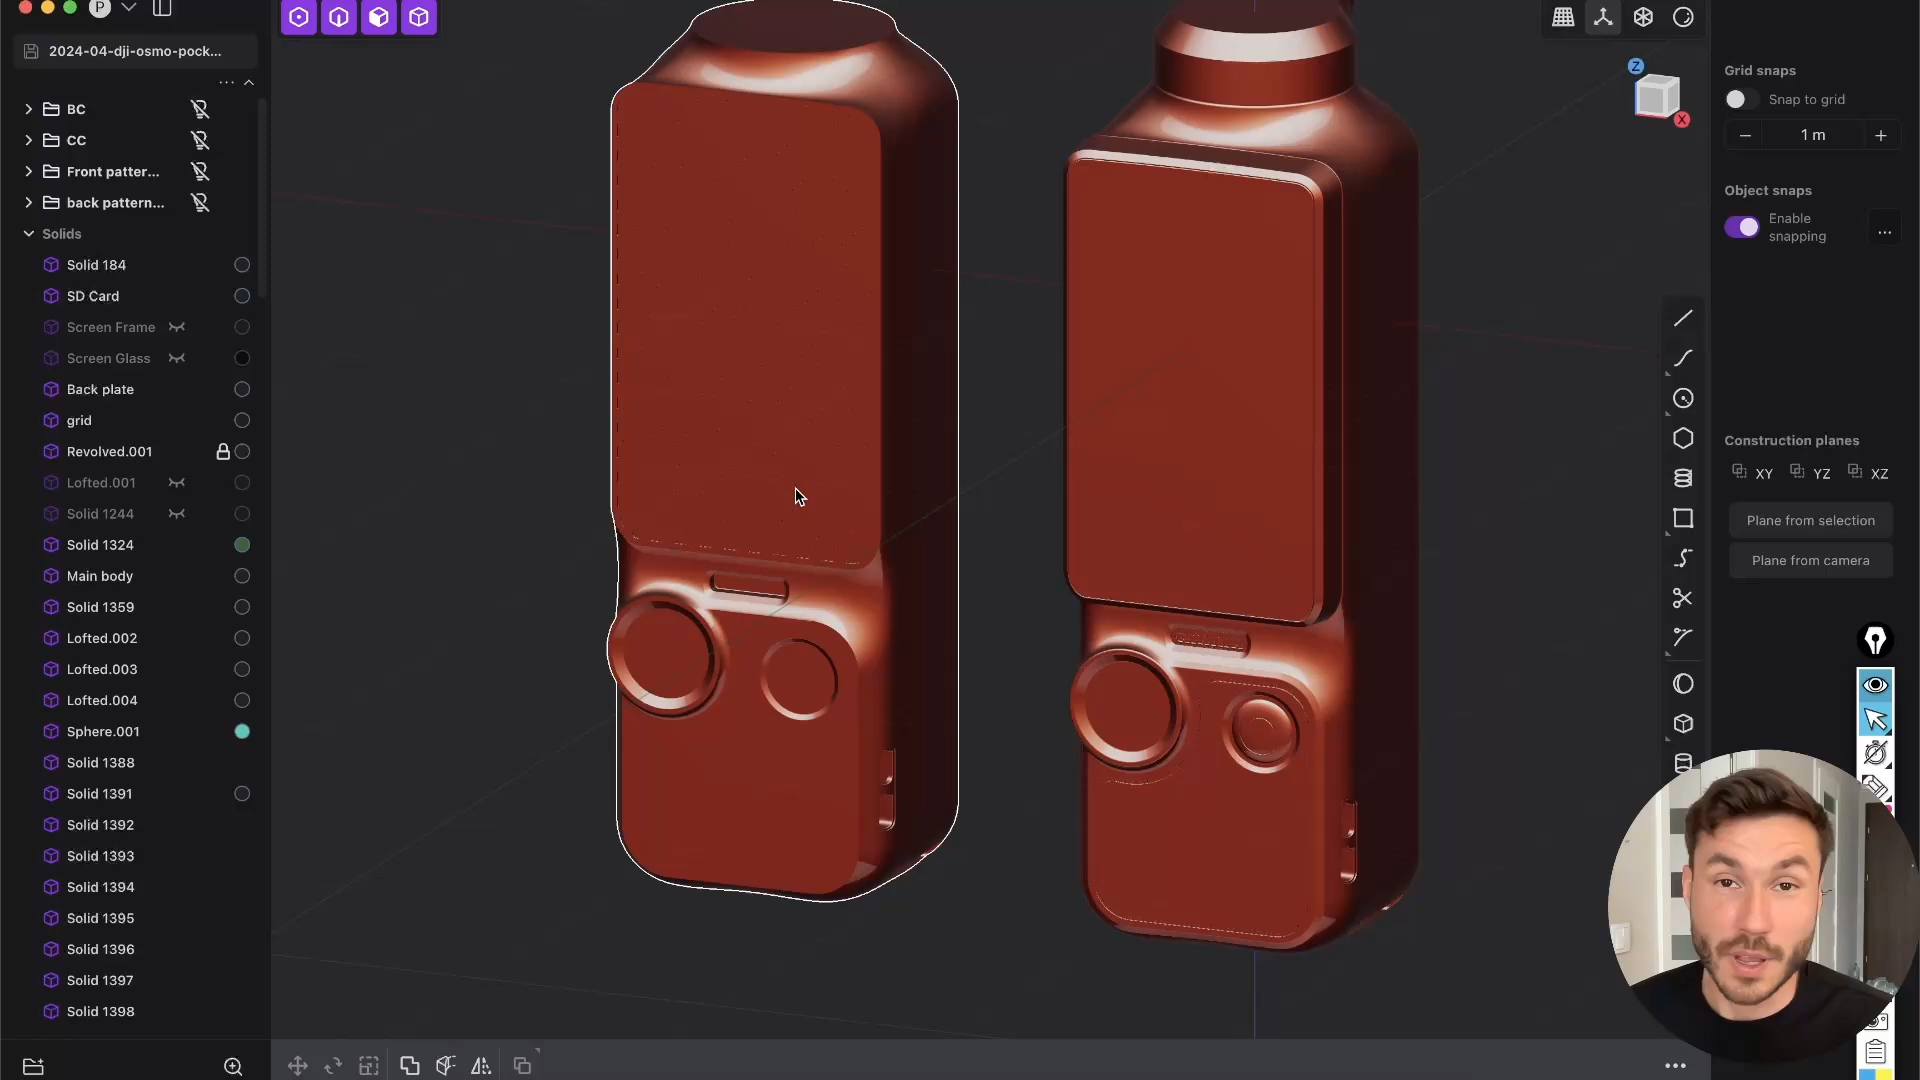 P
2024-04-dji-osmo-pock...
BC
CC
Front patter...
back pattern...
Solids
Solid 184
SD Card
Screen Frame
Screen Glass
Back plate
grid
Revolved.001
Lofted.001
Solid 1244
Solid 1324
Main body
Solid 1359
Lofted.002
Lofted.003
Lofted.004
Sphere.001
Solid 1388
Solid 1391
Solid 1392
Solid 1393
Solid 1394
Solid 1395
Solid 1396
Solid 1397
Solid 1398
Z
X
Grid snaps
Snap to grid
1 m
Object snaps
Enable
snapping
...
Construction planes
XY YZ XZ
Plane from selection
Plane from camera